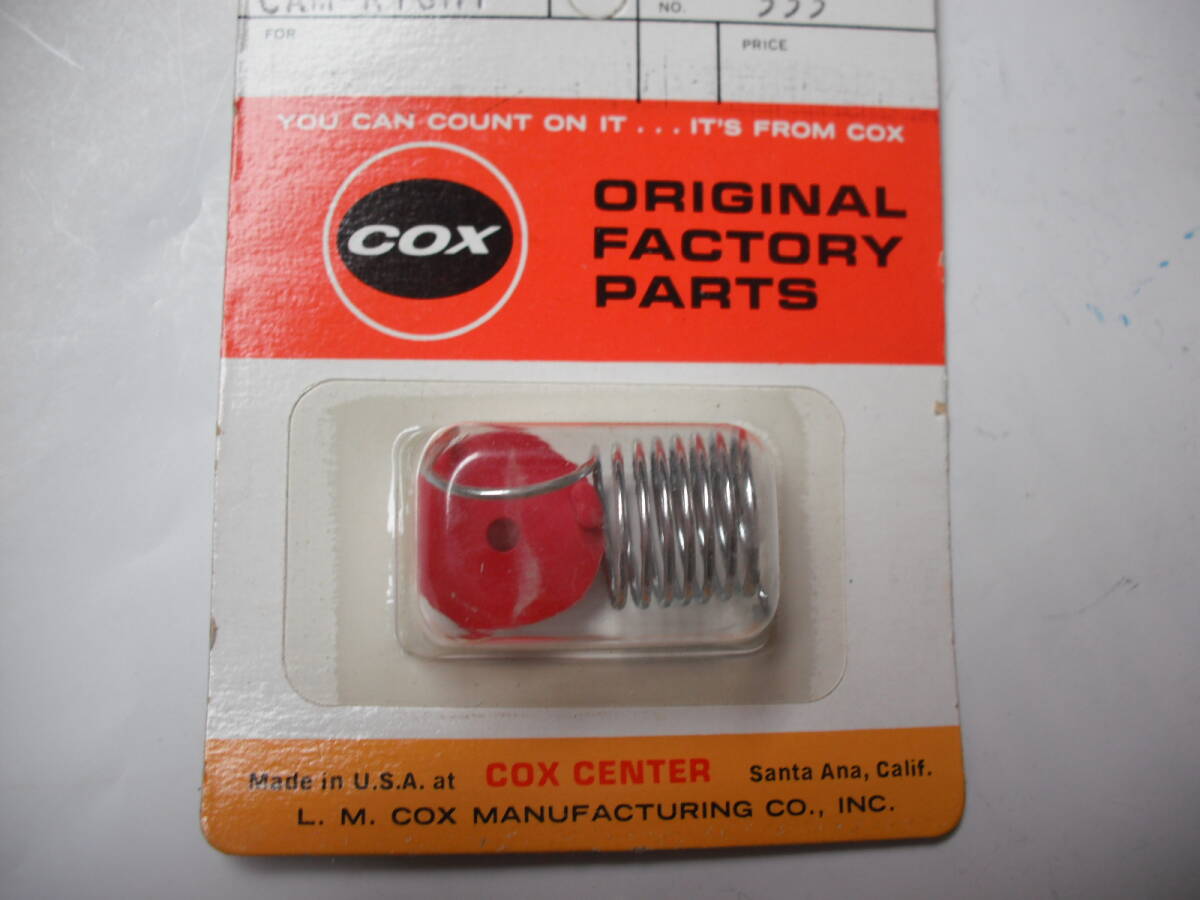 NO.
FOR
PRICE
YOU CAN COUNT ON IT . . . IT'S FROM COX
COX
ORIGINAL
FACTORY
PARTS
Made in U.S.A. at COX CENTER Santa Ana, Calif.
L. M. COX MANUFACTURING CO., INC.